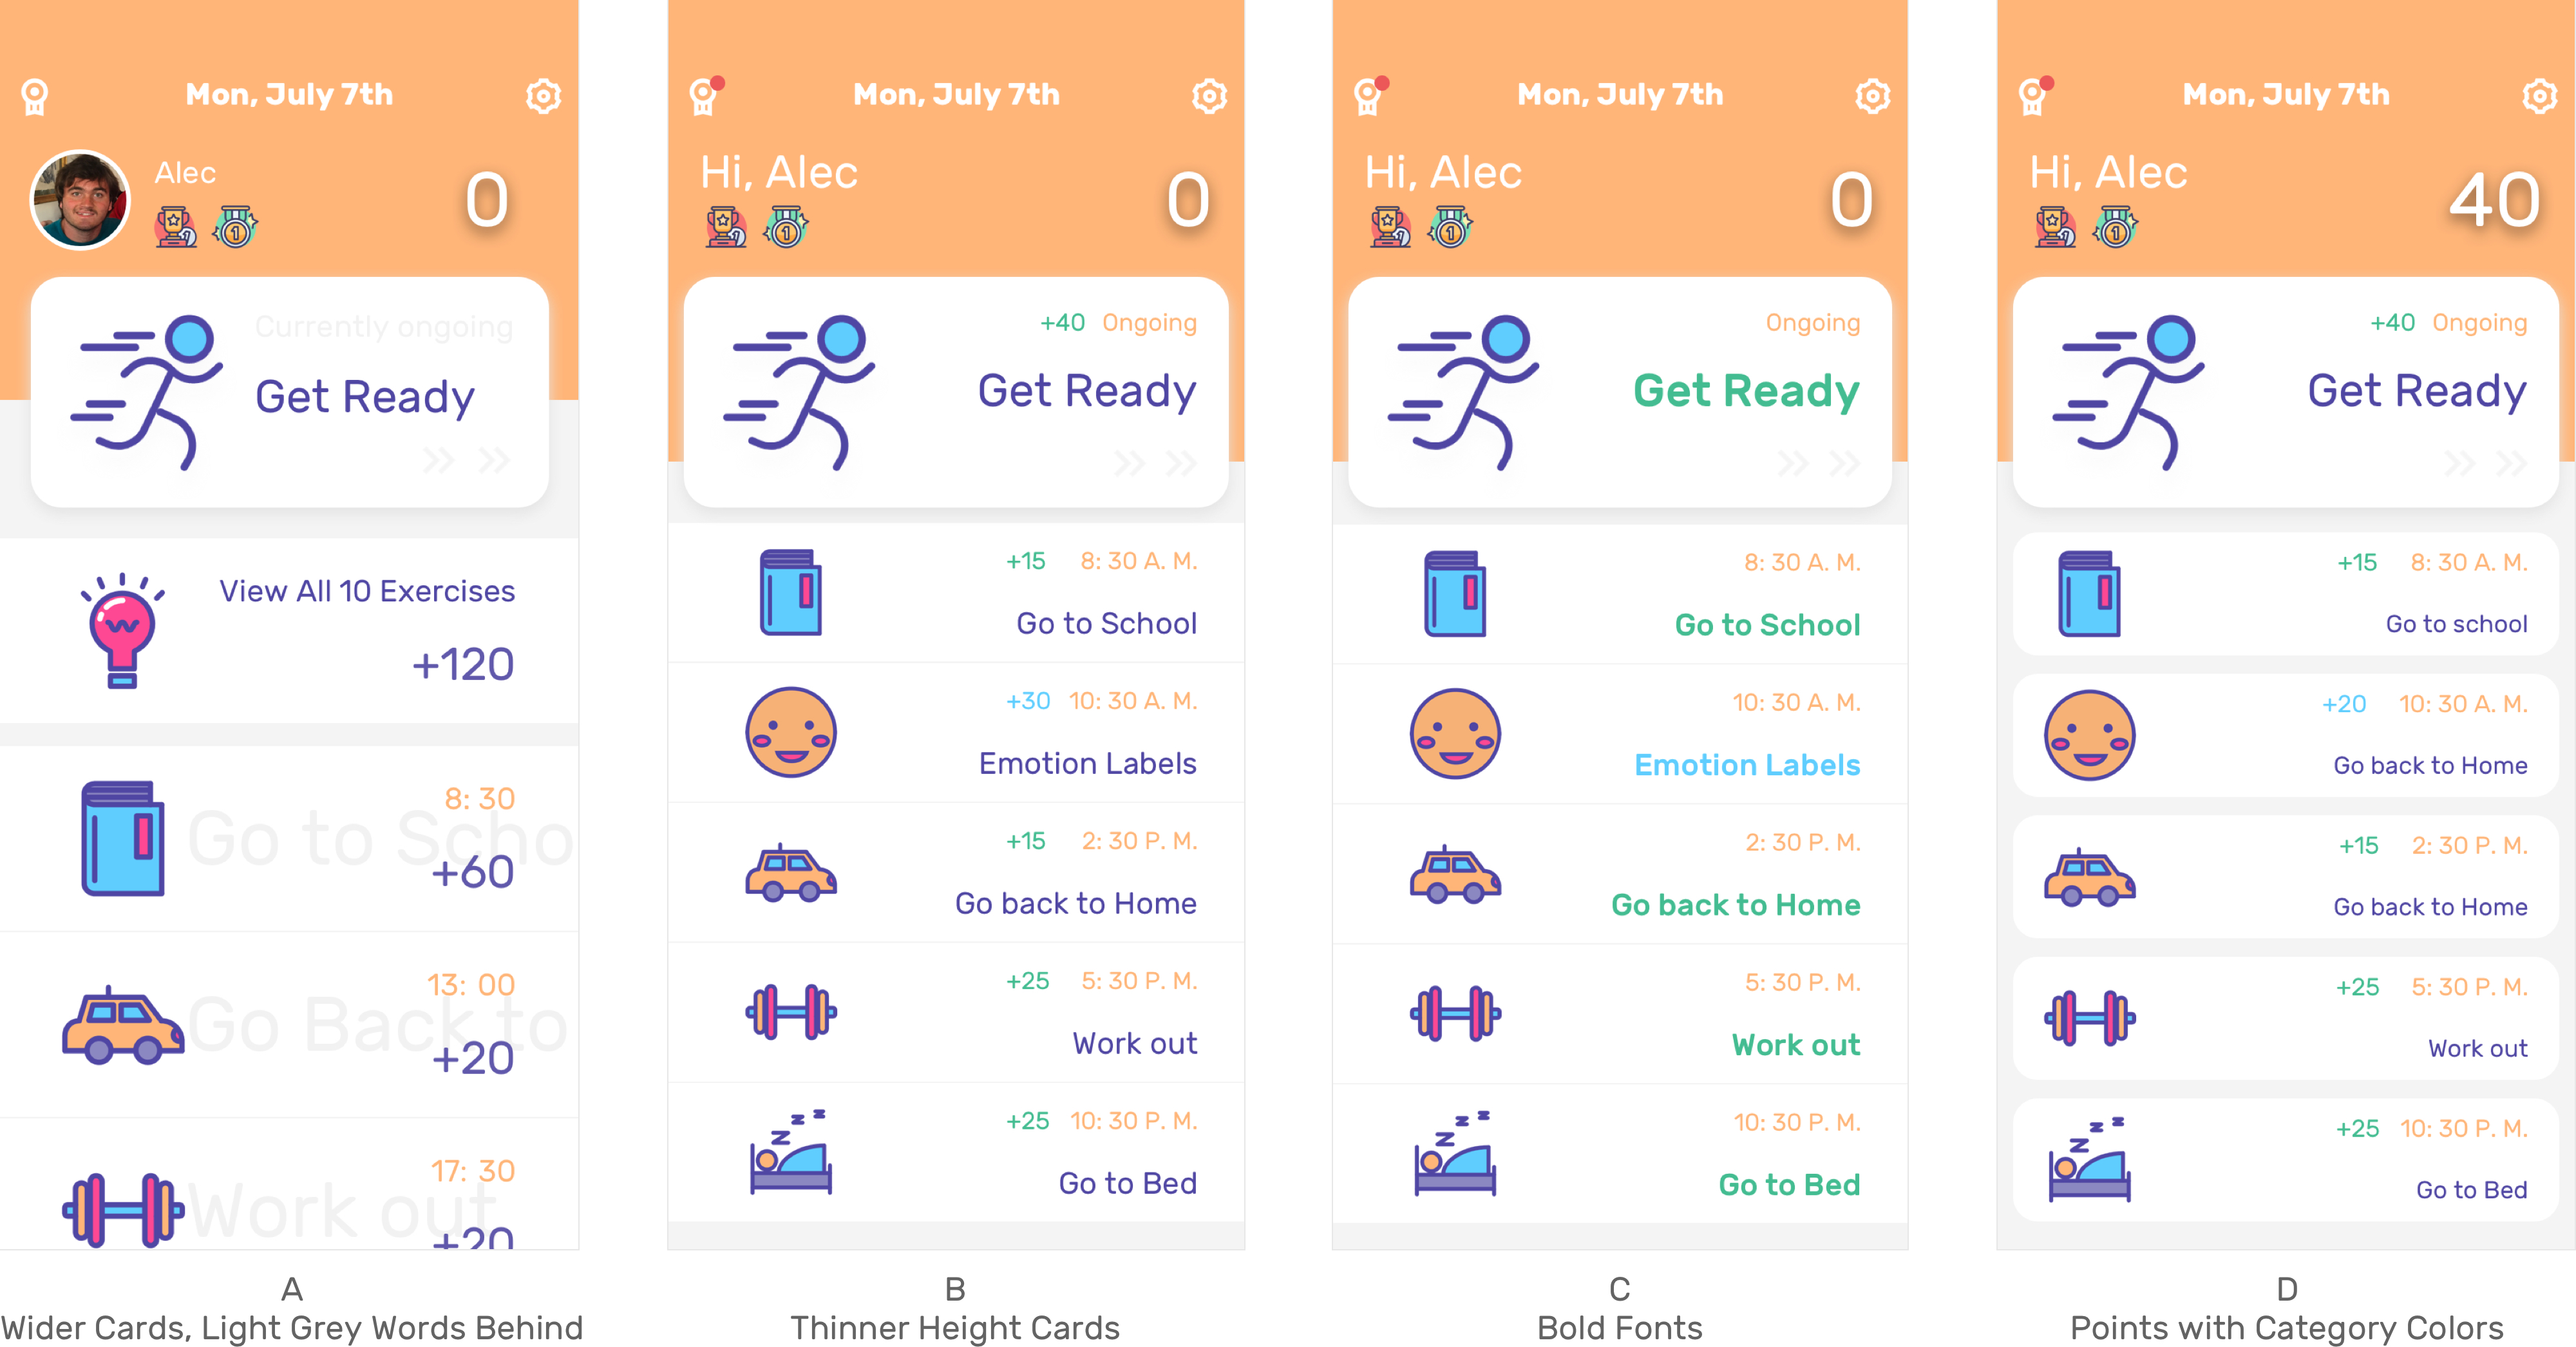 Mon, July 7th
Alec
0
Currently ongoing
Get Ready
View All 10 Exercises
+120
8: 30
Go to Scho
+60
13: 00
Go Back to
+20
17: 30
Work out
+20
A
Wider Cards, Light Grey Words Behind
Mon, July 7th
Hi, Alec
0
+40 Ongoing
Get Ready
+15 8: 30 A. M.
Go to School
+30 10: 30 A. M.
Emotion Labels
+15 2: 30 P. M.
Go back to Home
+25 5: 30 P. M.
Work out
+25 10: 30 P. M.
Go to Bed
B
Thinner Height Cards
Mon, July 7th
Hi, Alec
0
Ongoing
Get Ready
8: 30 A. M.
Go to School
10: 30 A. M.
Emotion Labels
2: 30 P. M.
Go back to Home
5: 30 P. M.
Work out
10: 30 P. M.
Go to Bed
C
Bold Fonts
Mon, July 7th
Hi, Alec
40
+40 Ongoing
Get Ready
+15 8: 30 A. M.
Go to school
+20 10: 30 A. M.
Go back to Home
+15 2: 30 P. M.
Go back to Home
+25 5: 30 P. M.
Work out
+25 10: 30 P. M.
Go to Bed
D
Points with Category Colors